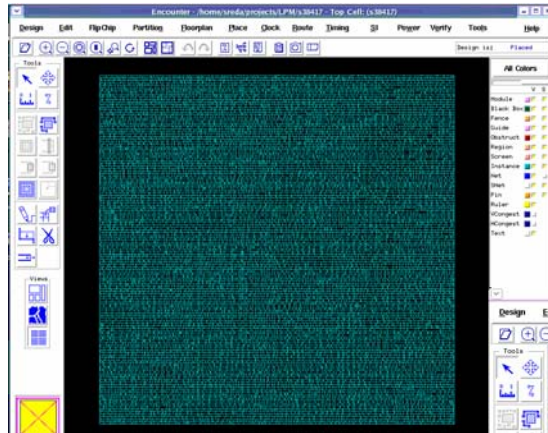 Encounter - /home/sreda/projects/LPM/s38417 - Top Cell: (s38417)
Design Edit FlipChip Partition Floorplan Place Clock Route Timing SI Power Verify Tools Help
Design is: Placed
Tools
All Colors
V S
Module
Black Box
Fence
Guide
Obstruct
Region
Screen
Instance
Net
SNet
Pin
Ruler
VCongest
HCongest
Text
Views
Design E
Tools